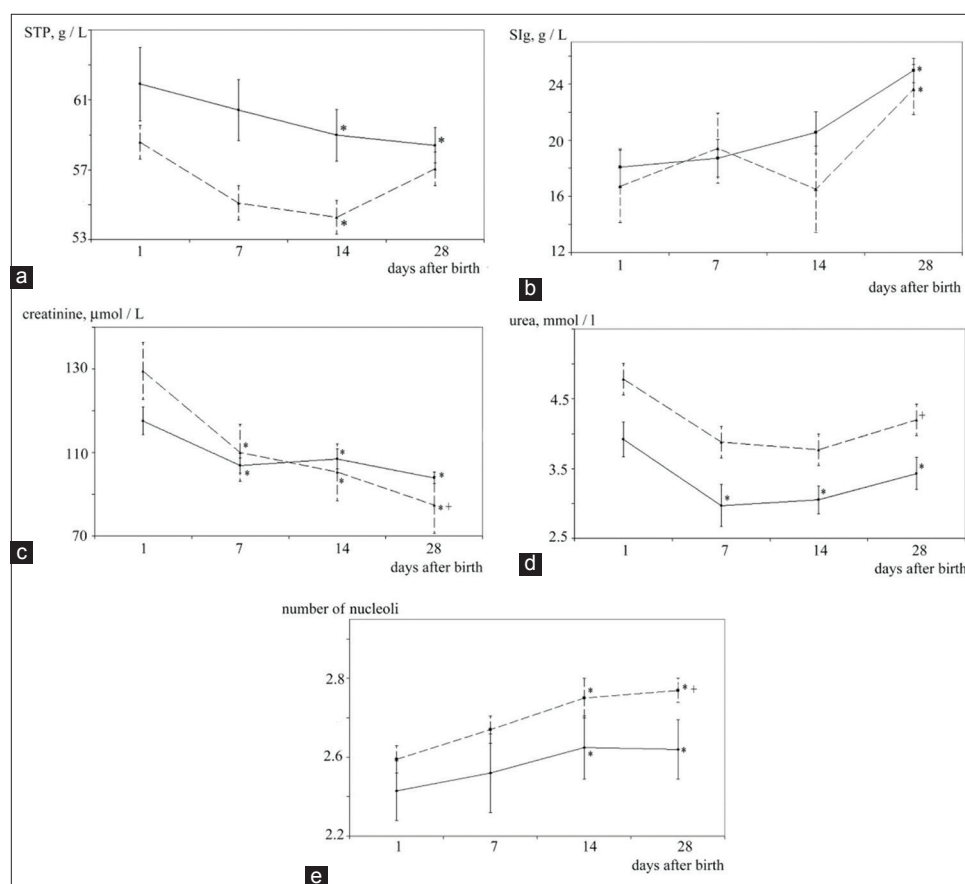 STP, g / L
61
57
53
1 7 14 28
days after birth
a
SIg, g / L
24
20
16
12
1 7 14 28
days after birth
b
creatinine, μmol / L
130
110
70
1 7 14 28
days after birth
c
urea, mmol / l
4.5
3.5
2.5
1 7 14 28
days after birth
d
number of nucleoli
2.8
2.6
2.2
1 7 14 28
days after birth
e